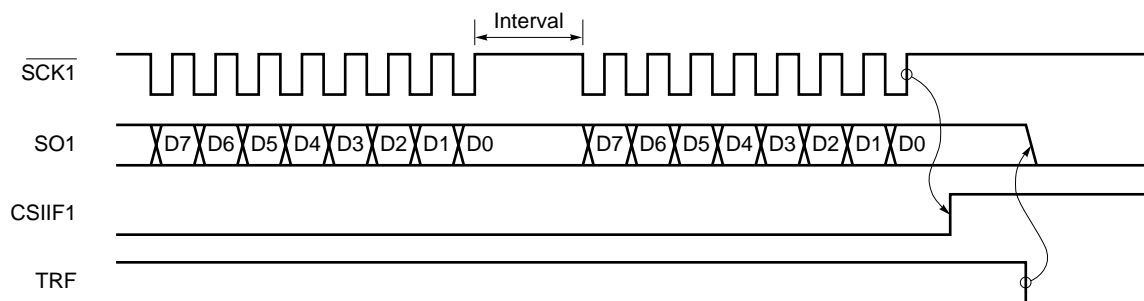 Interval
SCK1
SO1 D7 D6 D5 D4 D3 D2 D1 D0 D7 D6 D5 D4 D3 D2 D1 D0
CSIIF1
TRF